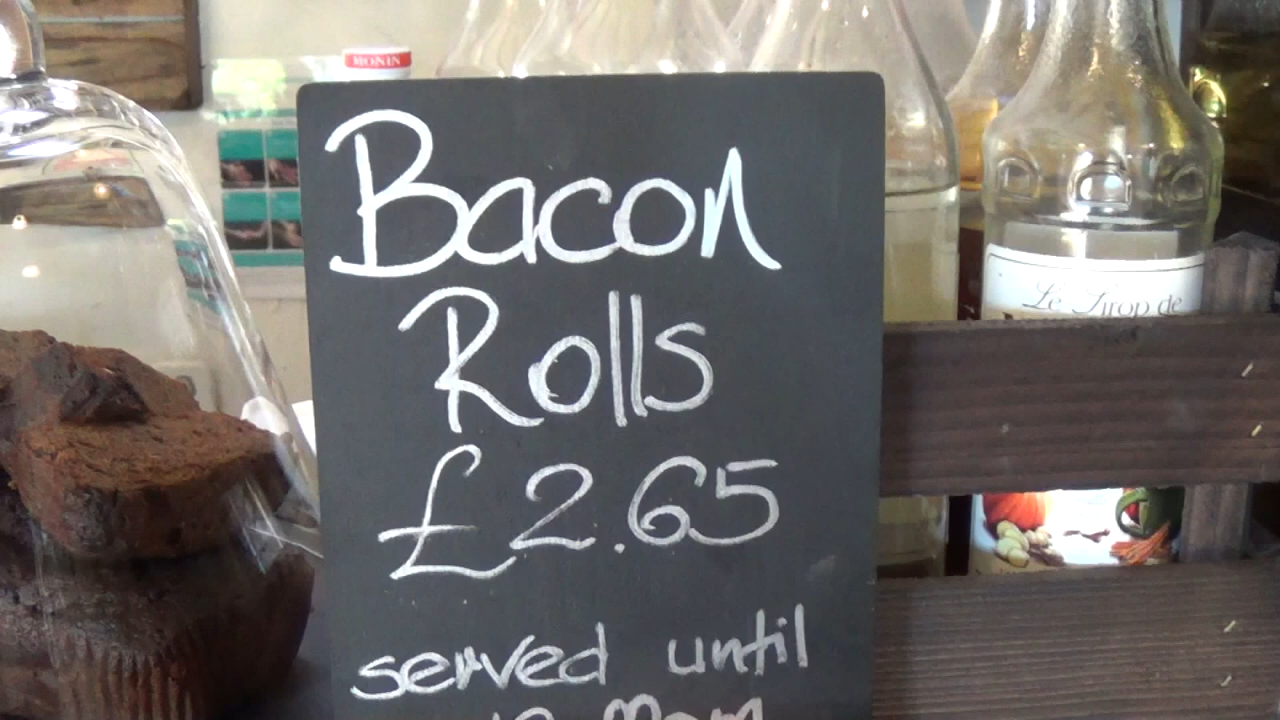 MONIN
Bacon
Rolls
£2.65
served until
Le Sirop de